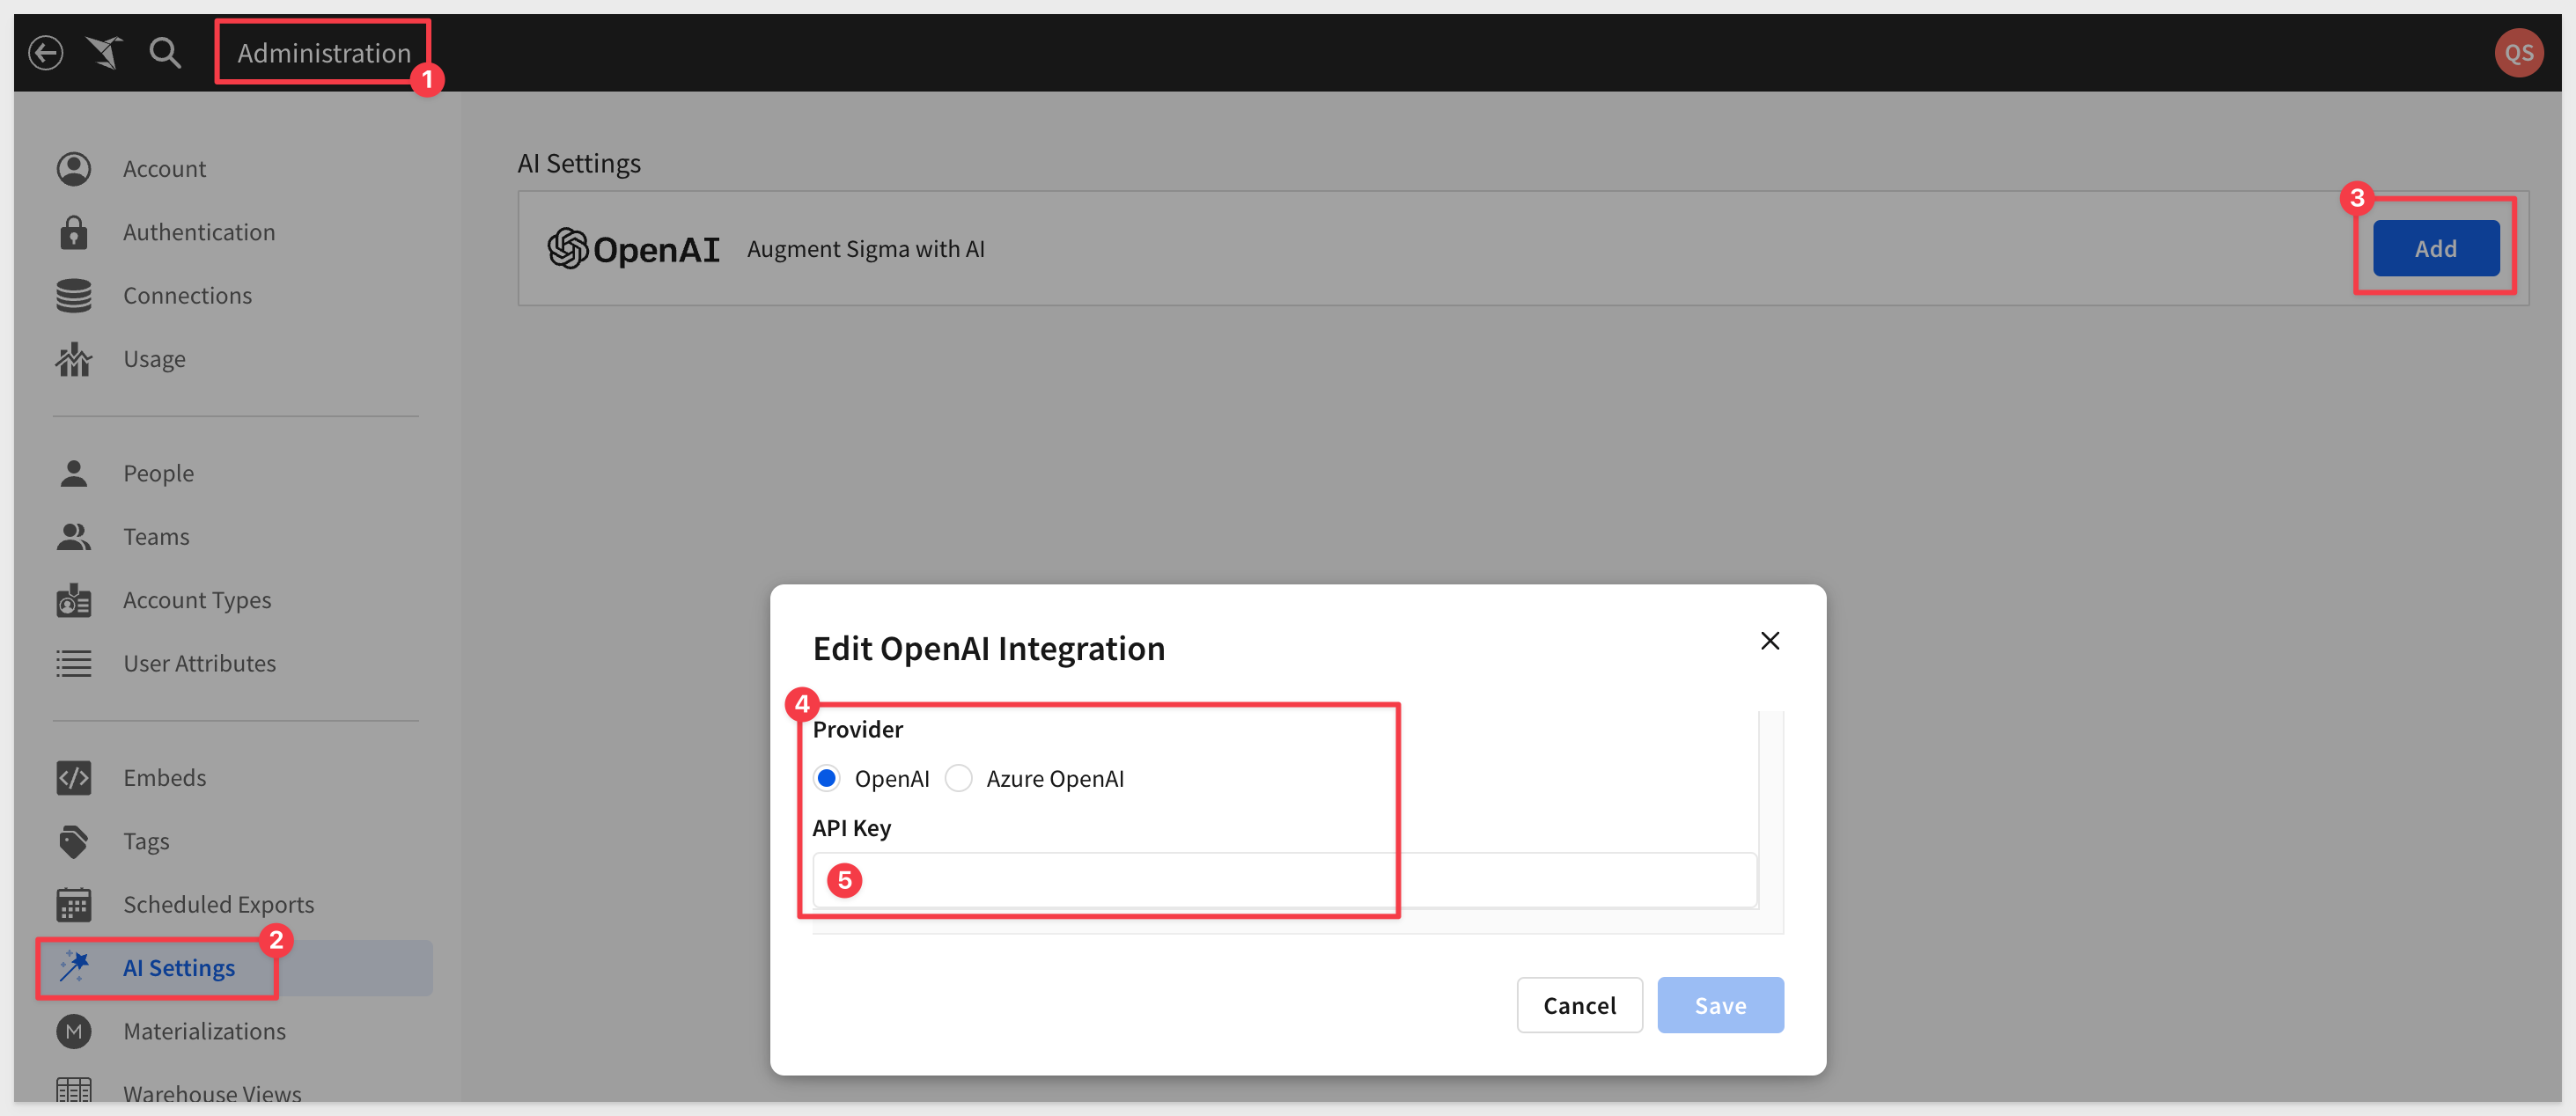 Administration
1
QS
Account
Authentication
Connections
Usage
People
Teams
Account Types
User Attributes
Embeds
Tags
Scheduled Exports
2
AI Settings
M
Materializations
Warehouse Views
AI Settings
OpenAI
Augment Sigma with AI
3
Add
Edit OpenAI Integration
4
Provider
OpenAI
Azure OpenAI
API Key
5
Cancel
Save